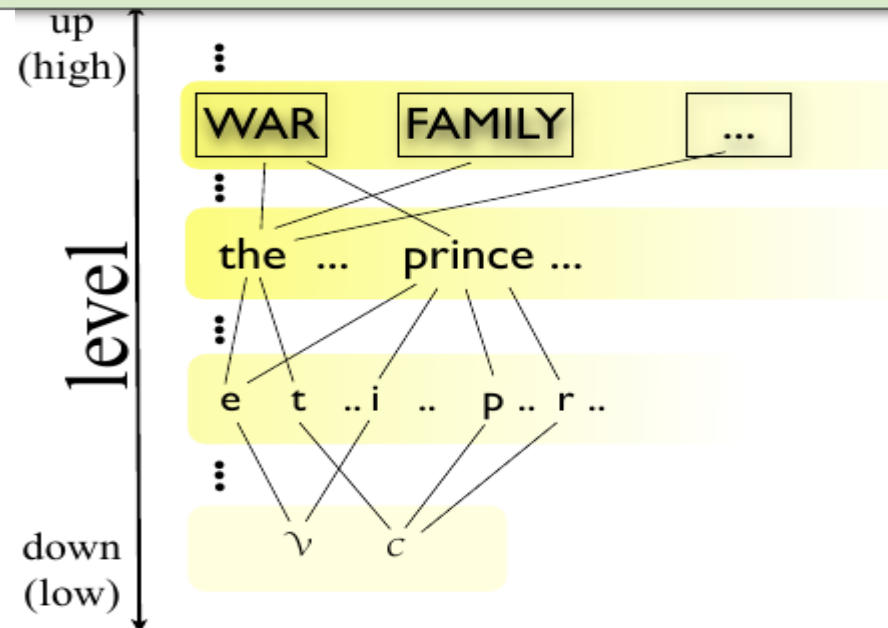 up
(high)
WAR FAMILY ...
the ... prince ...
level
e t ..i .. p .. r ..
v c
down
(low)